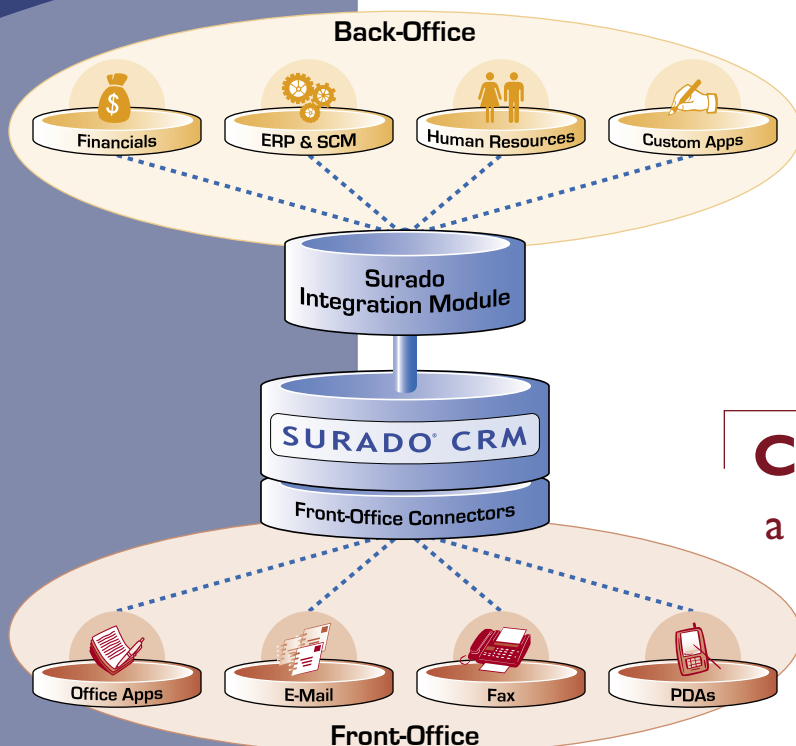 Back-Office
$
Financials
ERP & SCM
Human Resources
Custom Apps
Surado
Integration Module
SURADO® CRM
Front-Office Connectors
C
a
Office Apps
E-Mail
Fax
PDAs
Front-Office